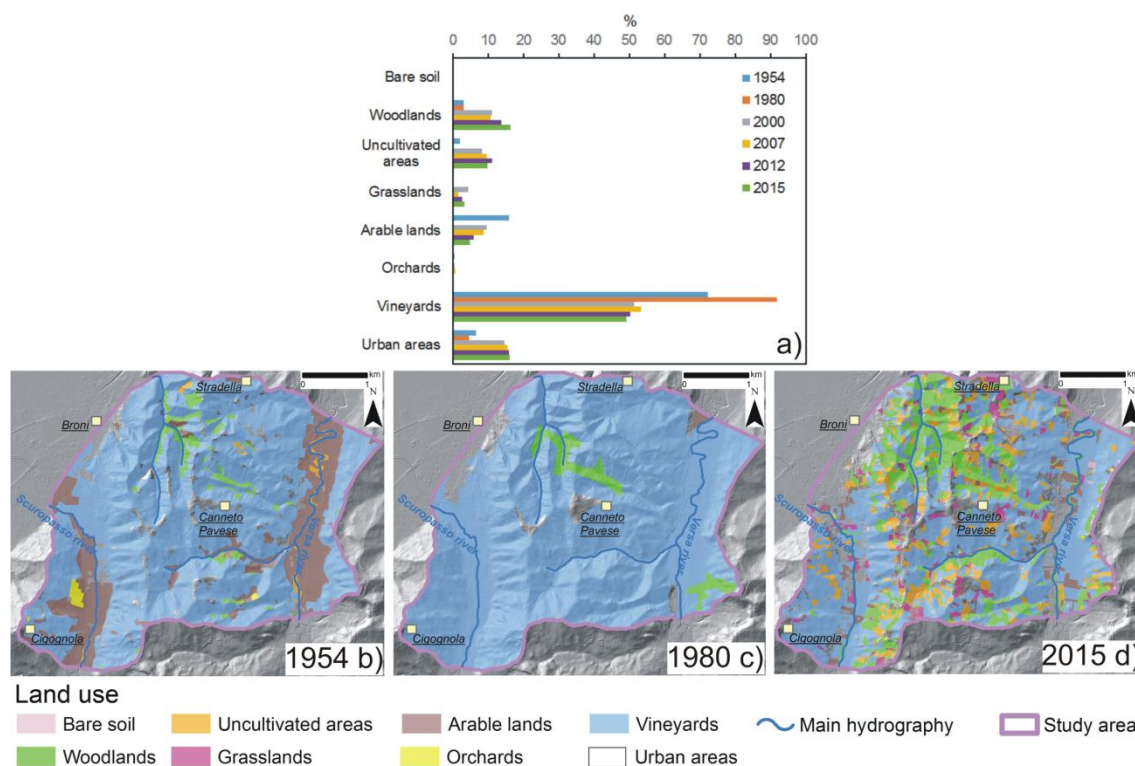 %
0 10 20 30 40 50 60 70 80 90 100
Bare soil
Woodlands
Uncultivated
areas
Grasslands
Arable lands
Orchards
Vineyards
Urban areas
1954
1980
2000
2007
2012
2015
a)
Stradella
Broni
Scuropasso river
Canneto
Pavese
Versa river
Cigognola
km
0 1
N
1954 b)
Stradella
Broni
Scuropasso river
Canneto
Pavese
Versa river
Cigognola
km
0 1
N
1980 c)
Stradella
Broni
Scuropasso river
Canneto
Pavese
Versa river
Cigognola
km
0 1
N
2015 d)
Land use
Bare soil Uncultivated areas Arable lands Vineyards Main hydrography Study area
Woodlands Grasslands Orchards Urban areas